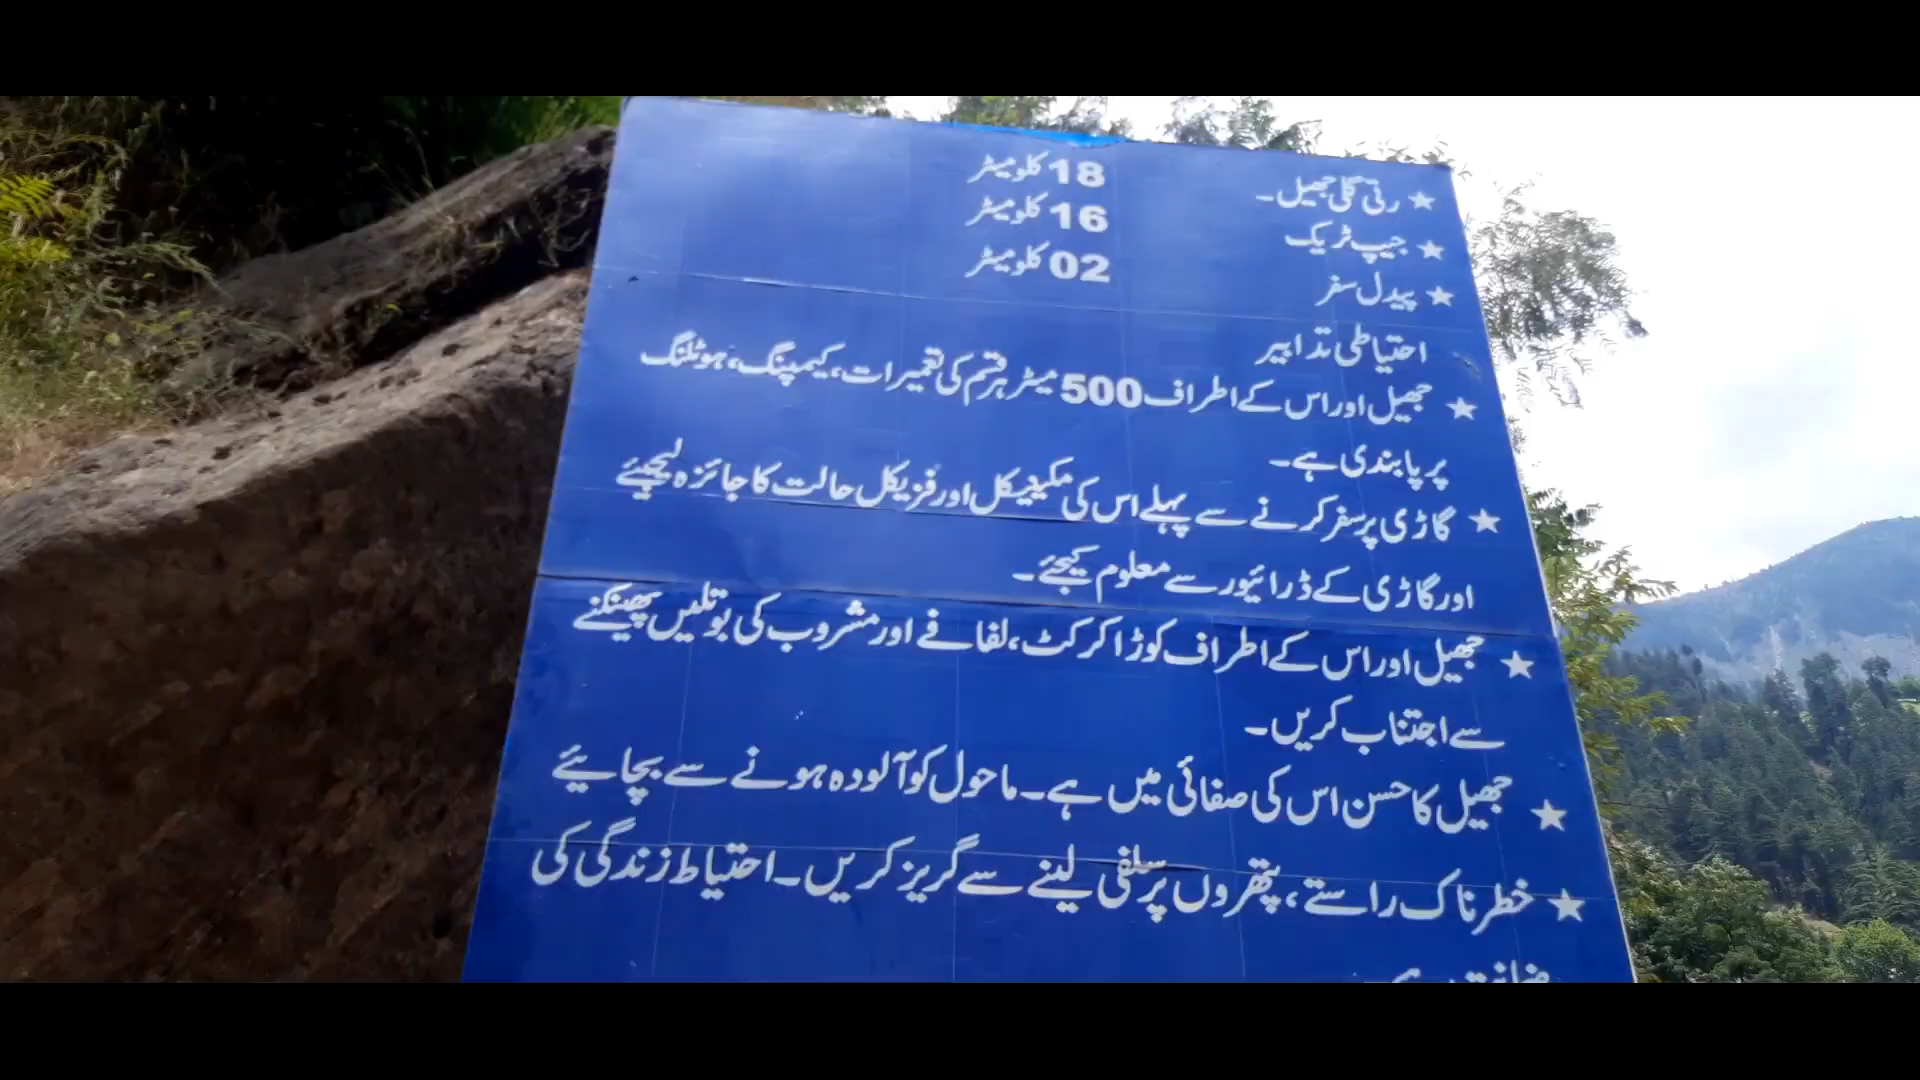 ★ رتی گلی جھیل۔ 18 کلومیٹر
★ جیپ ٹریک 16 کلومیٹر
★ پیدل سفر 02 کلومیٹر
احتیاطی تدابیر
★ جھیل اور اس کے اطراف 500 میٹر ہر قسم کی تعمیرات، کیمپنگ، ہوٹلنگ
پر پابندی ہے۔
★ گاڑی پر سفر کرنے سے پہلے اس کی مکینیکل اور فزیکل حالت کا جائزہ لیجیئے
اور گاڑی کے ڈرائیور سے معلوم کیجئے۔
★ جھیل اور اس کے اطراف کوڑا کرکٹ، لفافے اور مشروب کی بوتلیں پھینکنے
سے اجتناب کریں۔
★ جھیل کا حسن اس کی صفائی میں ہے۔ ماحول کو آلودہ ہونے سے بچایئے
★ خطرناک راستے، پتھروں پر سلفی لینے سے گریز کریں۔ احتیاط زندگی کی